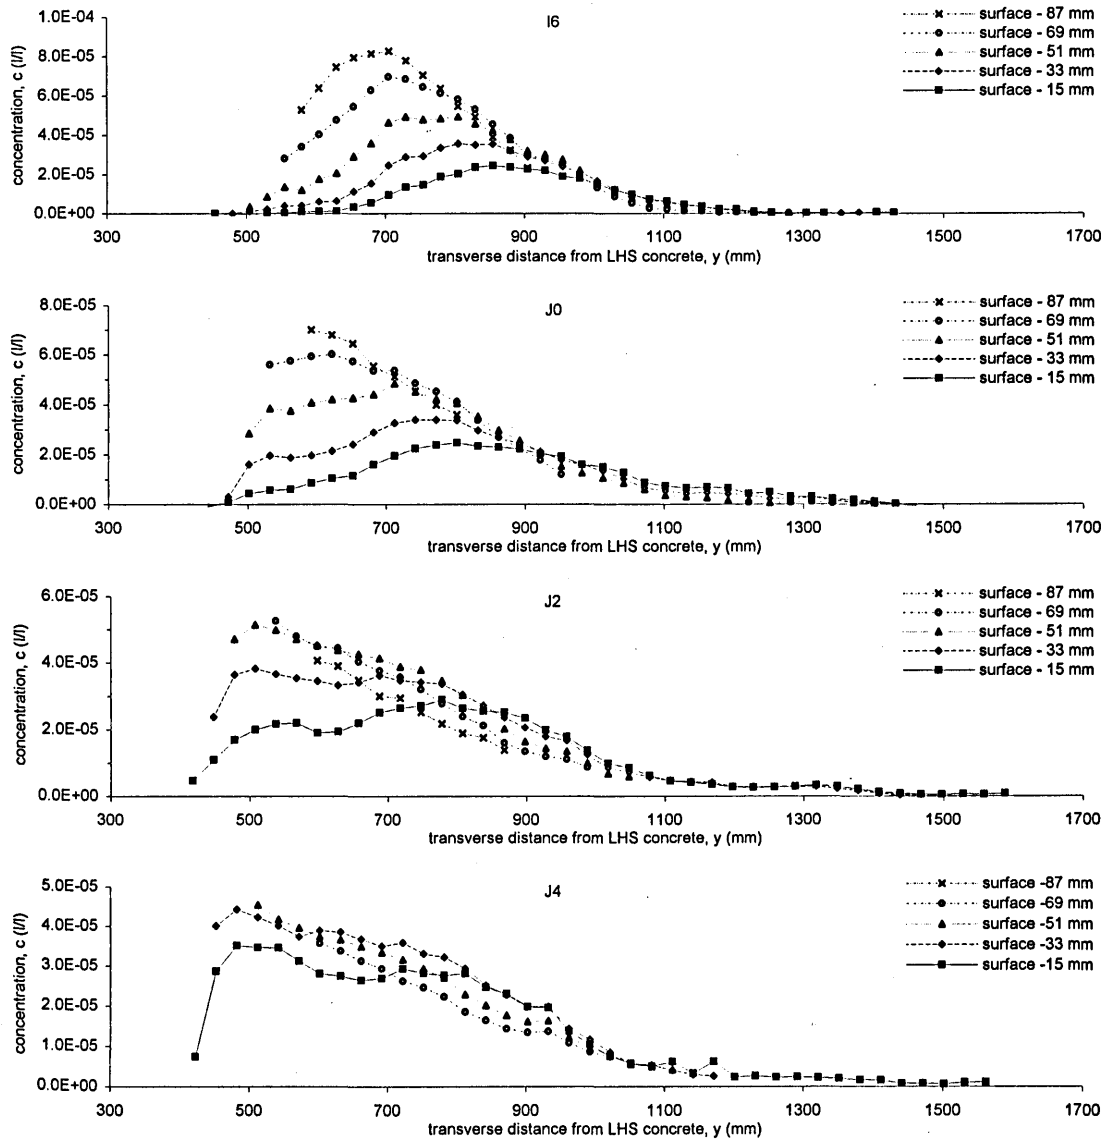 I6
concentration, c (l/l)
1.0E-04
8.0E-05
6.0E-05
4.0E-05
2.0E-05
0.0E+00
surface - 87 mm
surface - 69 mm
surface - 51 mm
surface - 33 mm
surface - 15 mm
300 500 700 900 1100 1300 1500 1700
transverse distance from LHS concrete, y (mm)
J0
concentration, c (l/l)
8.0E-05
6.0E-05
4.0E-05
2.0E-05
0.0E+00
surface - 87 mm
surface - 69 mm
surface - 51 mm
surface - 33 mm
surface - 15 mm
300 500 700 900 1100 1300 1500 1700
transverse distance from LHS concrete, y (mm)
J2
concentration, c (l/l)
6.0E-05
4.0E-05
2.0E-05
0.0E+00
surface - 87 mm
surface - 69 mm
surface - 51 mm
surface - 33 mm
surface - 15 mm
300 500 700 900 1100 1300 1500 1700
transverse distance from LHS concrete, y (mm)
J4
concentration, c (l/l)
5.0E-05
4.0E-05
3.0E-05
2.0E-05
1.0E-05
0.0E+00
surface -87 mm
surface -69 mm
surface -51 mm
surface -33 mm
surface -15 mm
300 500 700 900 1100 1300 1500 1700
transverse distance from LHS concrete, y (mm)